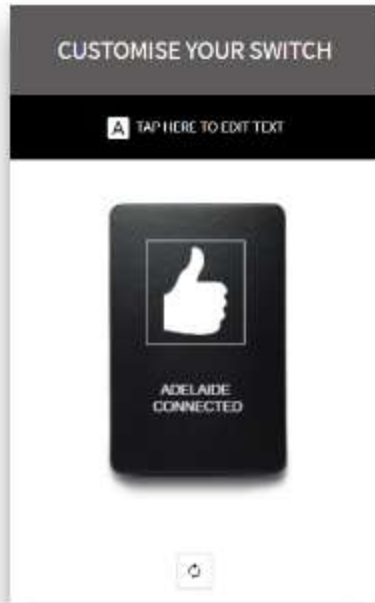 CUSTOMISE YOUR SWITCH
A TAP HERE TO EDIT TEXT
ADELAIDE
CONNECTED